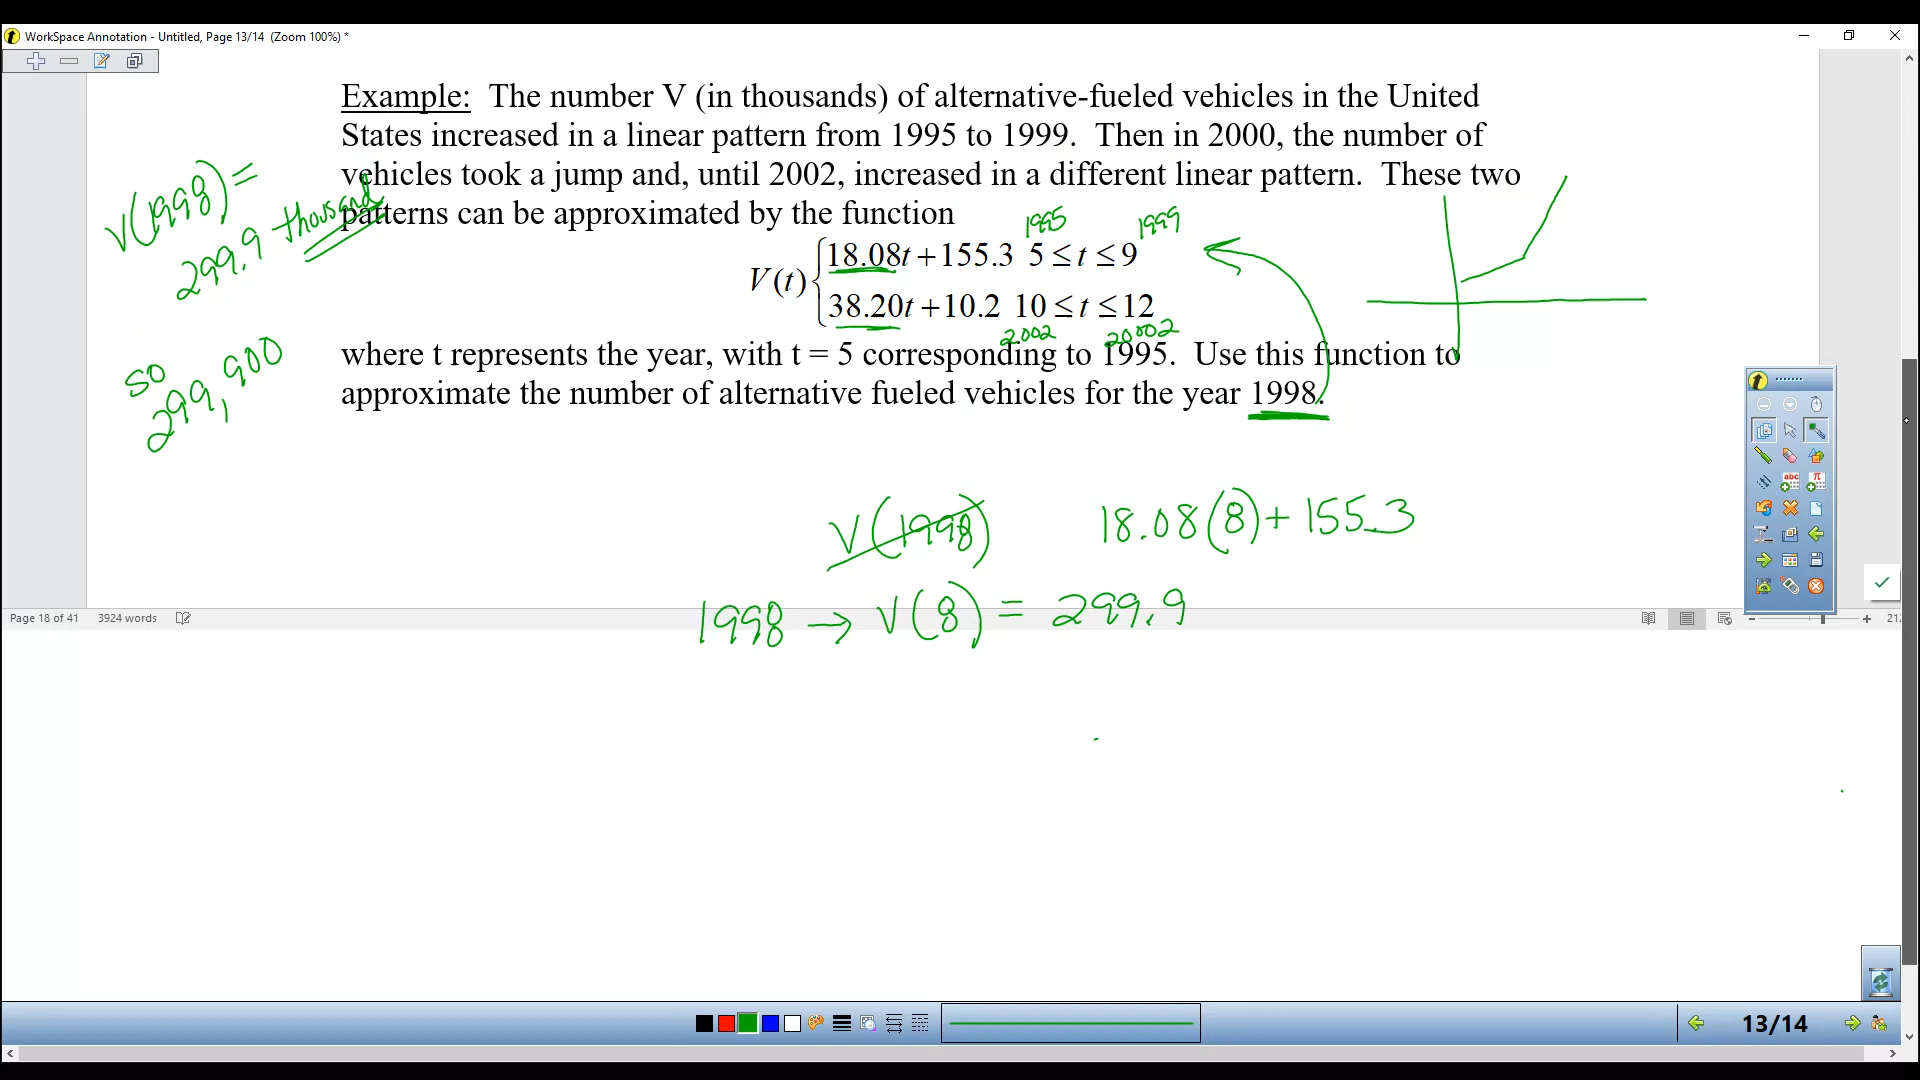 WorkSpace Annotation - Untitled, Page 13/14 (Zoom 100%) *
Example: The number V (in thousands) of alternative-fueled vehicles in the United
States increased in a linear pattern from 1995 to 1999. Then in 2000, the number of
vehicles took a jump and, until 2002, increased in a different linear pattern. These two
patterns can be approximated by the function
V(1998) =
299.9 thousand
so
299,900
1995 1999
V(t) { 18.08t + 155.3 5 ≤ t ≤ 9
38.20t + 10.2 10 ≤ t ≤ 12
2002 20002
where t represents the year, with t = 5 corresponding to 1995. Use this function to
approximate the number of alternative fueled vehicles for the year 1998.
V(1998) 18.08(8) + 155.3
1998 → V(8) = 299.9
Page 18 of 41 3924 words
abc π
13/14